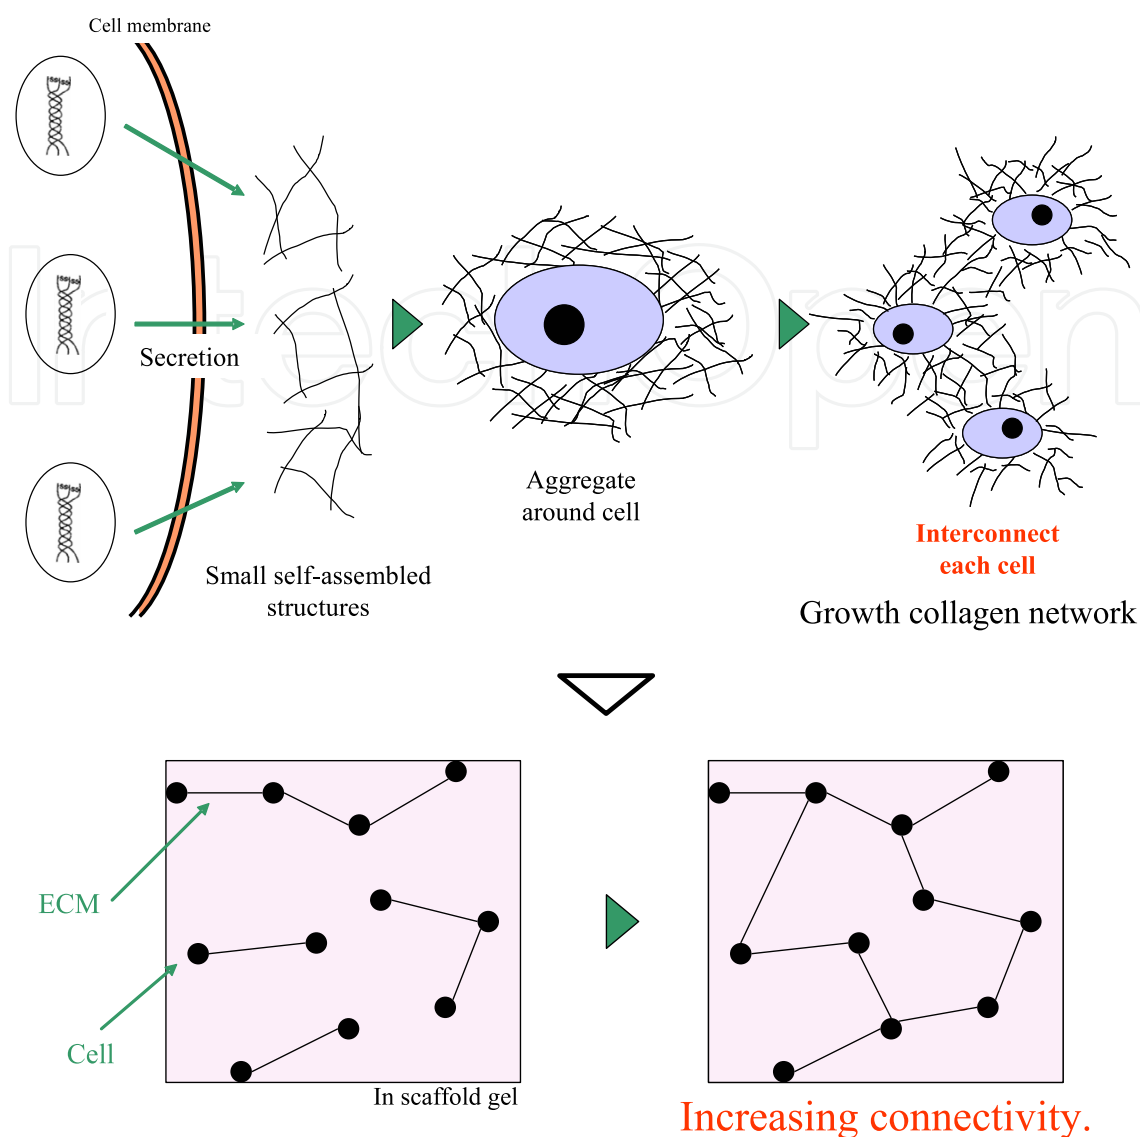 Cell membrane
Secretion
Small self-assembled
structures
Aggregate
around cell
Interconnect
each cell
Growth collagen network
IntechOpen
ECM
Cell
In scaffold gel
Increasing connectivity.